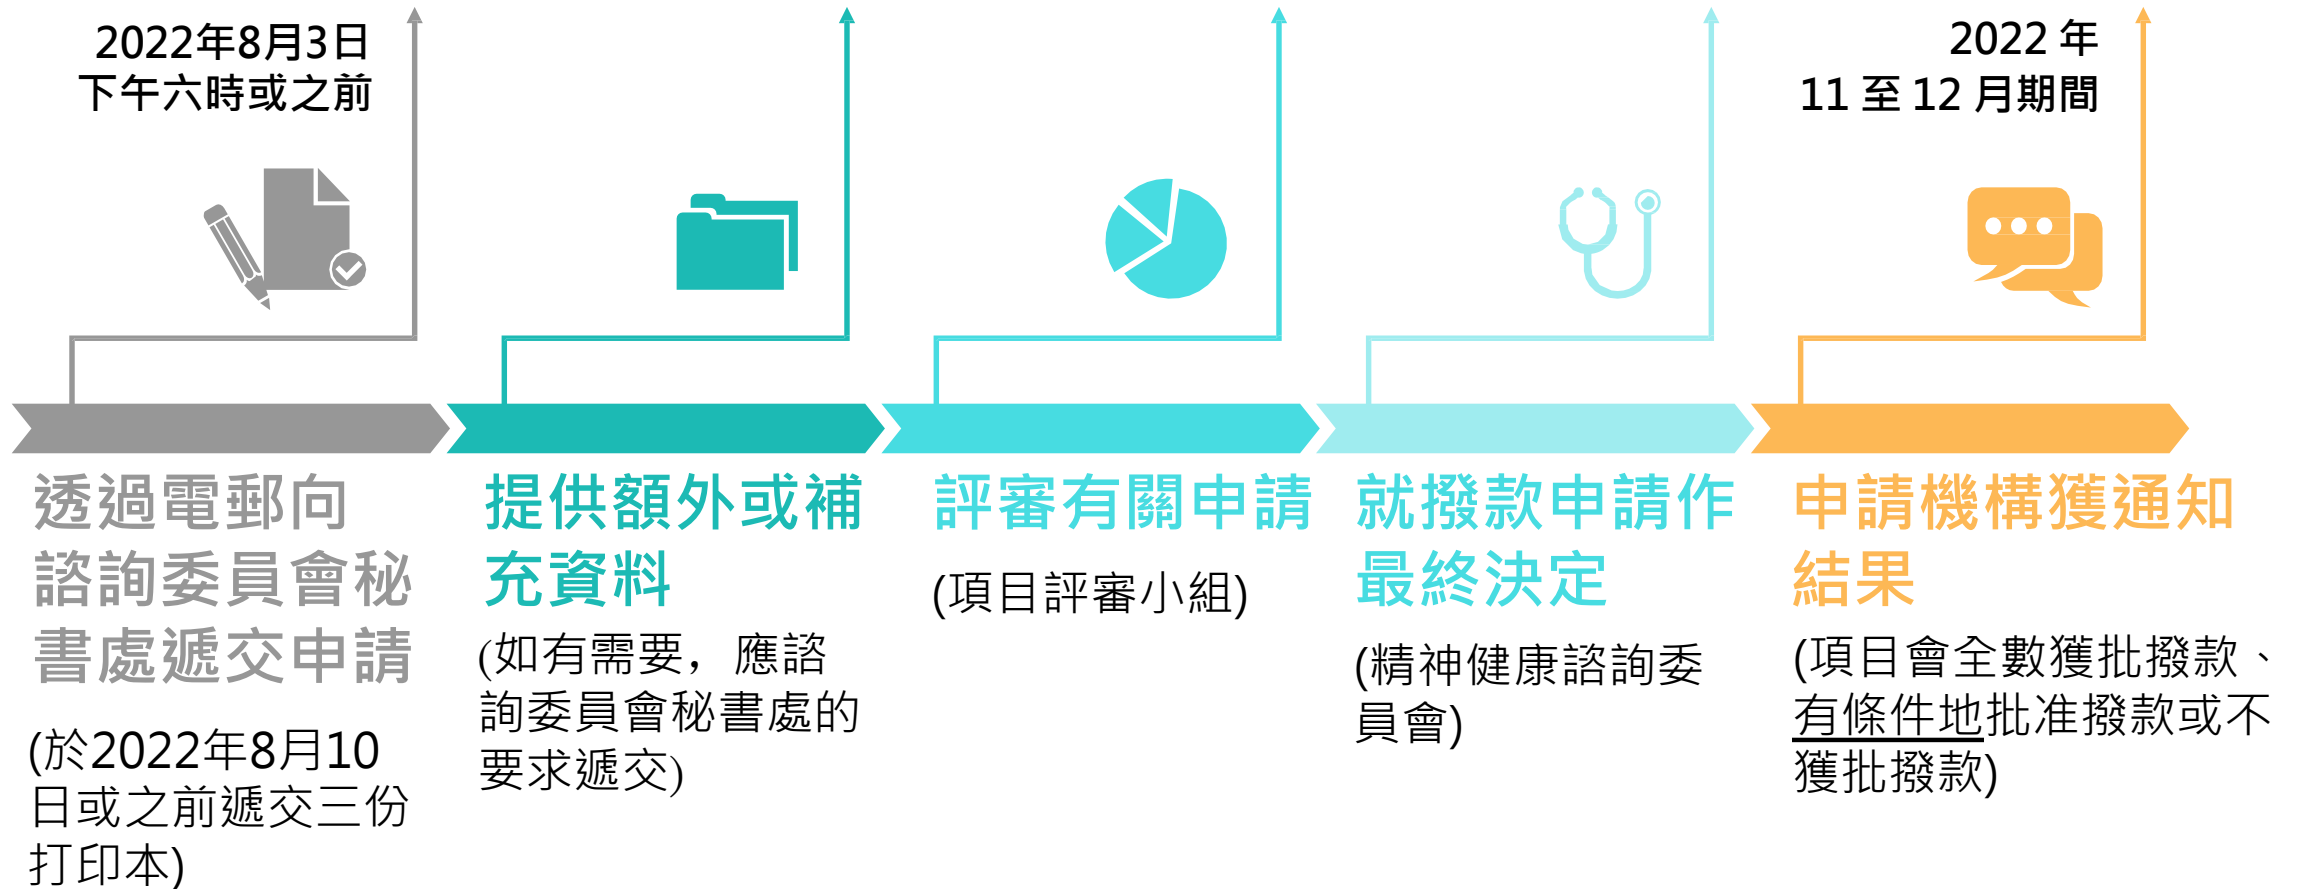 2022年8月3日
下午六時或之前
2022 年
11 至 12 月期間
透過電郵向
諮詢委員會秘
書處遞交申請
(於2022年8月10
日或之前遞交三份
打印本)
提供額外或補
充資料
(如有需要，應諮
詢委員會秘書處的
要求遞交)
評審有關申請
(項目評審小組)
就撥款申請作
最終決定
(精神健康諮詢委
員會)
申請機構獲通知
結果
(項目會全數獲批撥款、
有條件地批准撥款或不
獲批撥款)